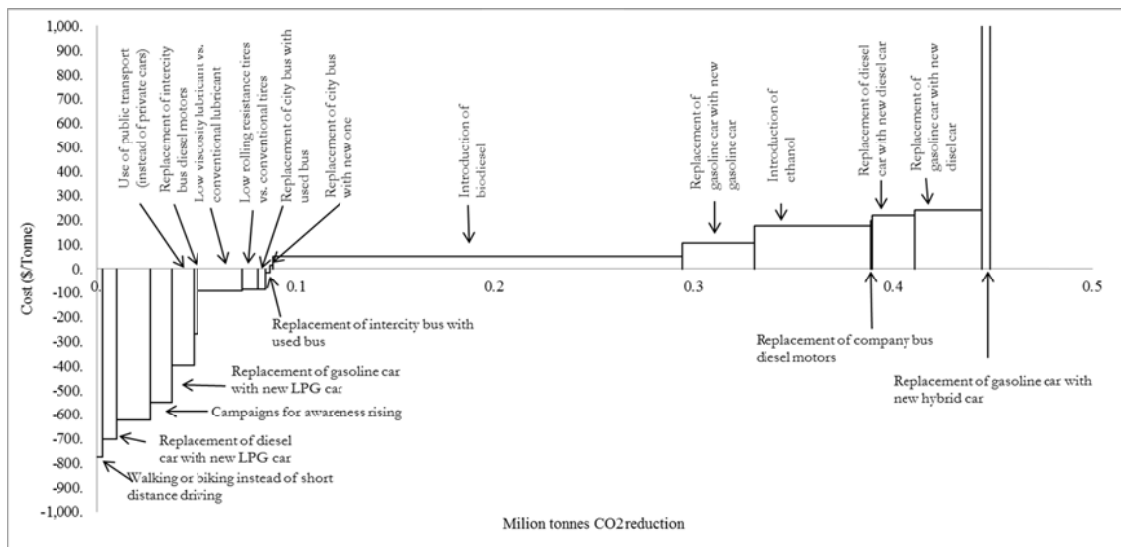 1,000.
900.
800.
700.
600.
500.
400.
300.
200.
100.
0.
-100.
-200.
-300.
-400.
-500.
-600.
-700.
-800.
-900.
-1,000.
Cost ($/Tonne)
Use of public transport
(instead of private cars)
Replacement of intercity
bus diesel motors
Low viscosity lubricant vs.
conventional lubricant
Low rolling resistance tires
vs. conventional tires
Replacement of city bus with
used bus
Replacement of city bus
with new one
Introduction of
biodiesel
Replacement of
gasoline car with new
gasoline car
Introduction of
ethanol
Replacement of diesel
car with new diesel car
Replacement of
gasoline car with new
diselcar
0.
0.1
0.2
0.3
0.4
0.5
Replacement of intercity bus with
used bus
Replacement of company bus
diesel motors
Replacement of gasoline car
with new LPG car
Replacement of gasoline car with
new hybrid car
Campaigns for awareness rising
Replacement of diesel
car with new LPG car
Walking or biking instead of short
distance driving
Milion tonnes CO2 reduction